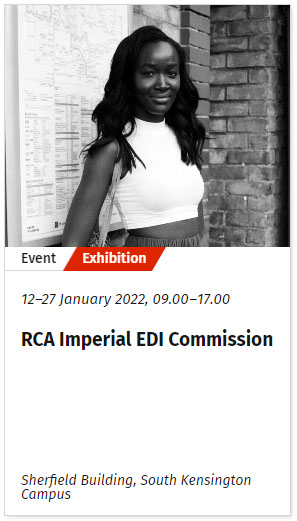 Event Exhibition
12–27 January 2022, 09.00–17.00
RCA Imperial EDI Commission
Sherfield Building, South Kensington
Campus